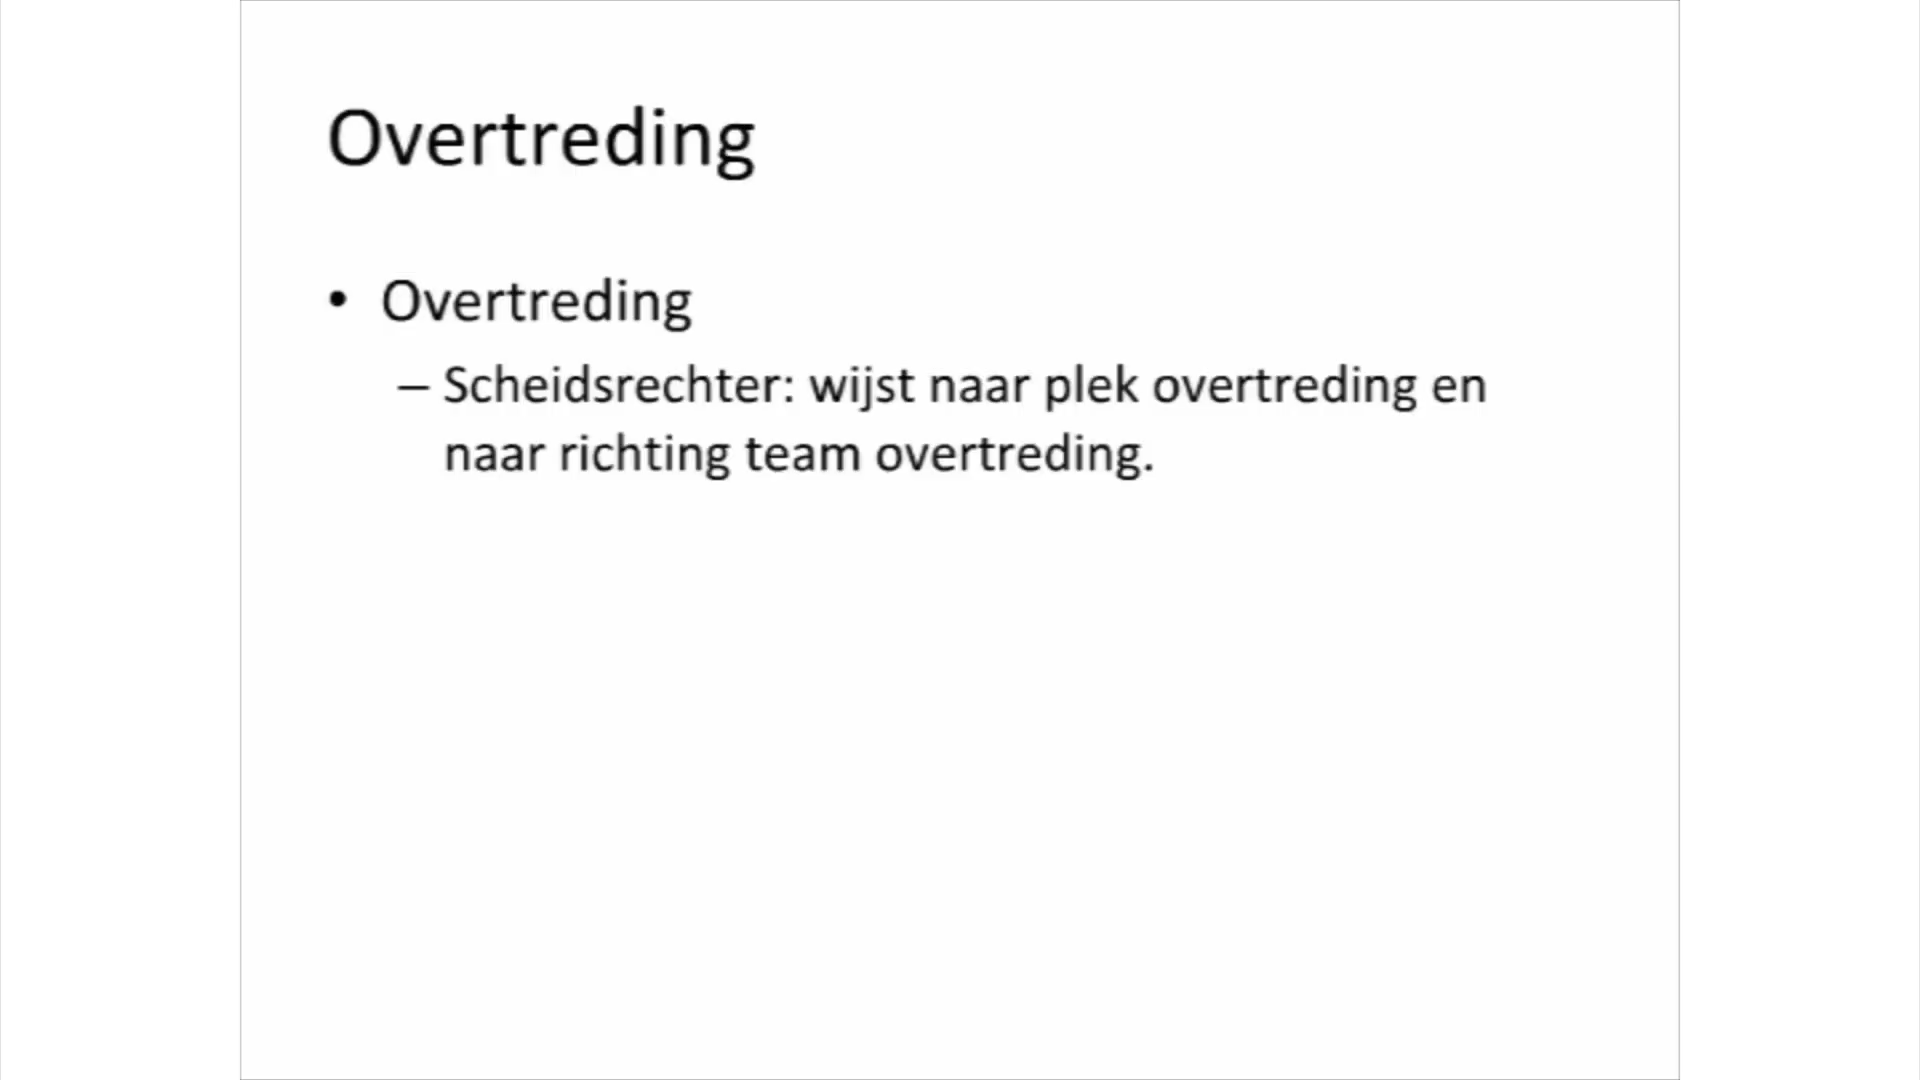 Overtreding
• Overtreding
– Scheidsrechter: wijst naar plek overtreding en
naar richting team overtreding.